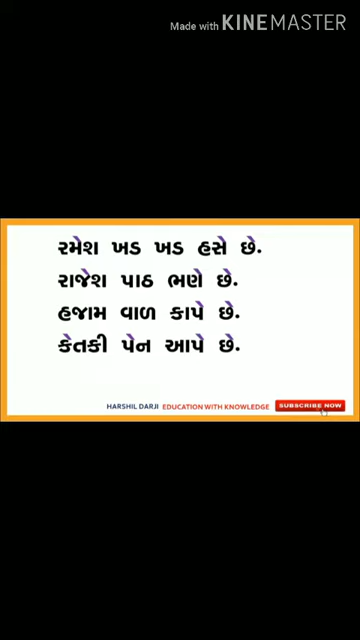 Made with KINEMASTER
રમેશ ખડ ખડ હસે છે.
રાજેશ પાઠ ભણે છે.
હજામ વાળ કાપે છે.
કેતકી પેન આપે છે.
HARSHIL DARJI EDUCATION WITH KNOWLEDGE SUBSCRIBE NOW